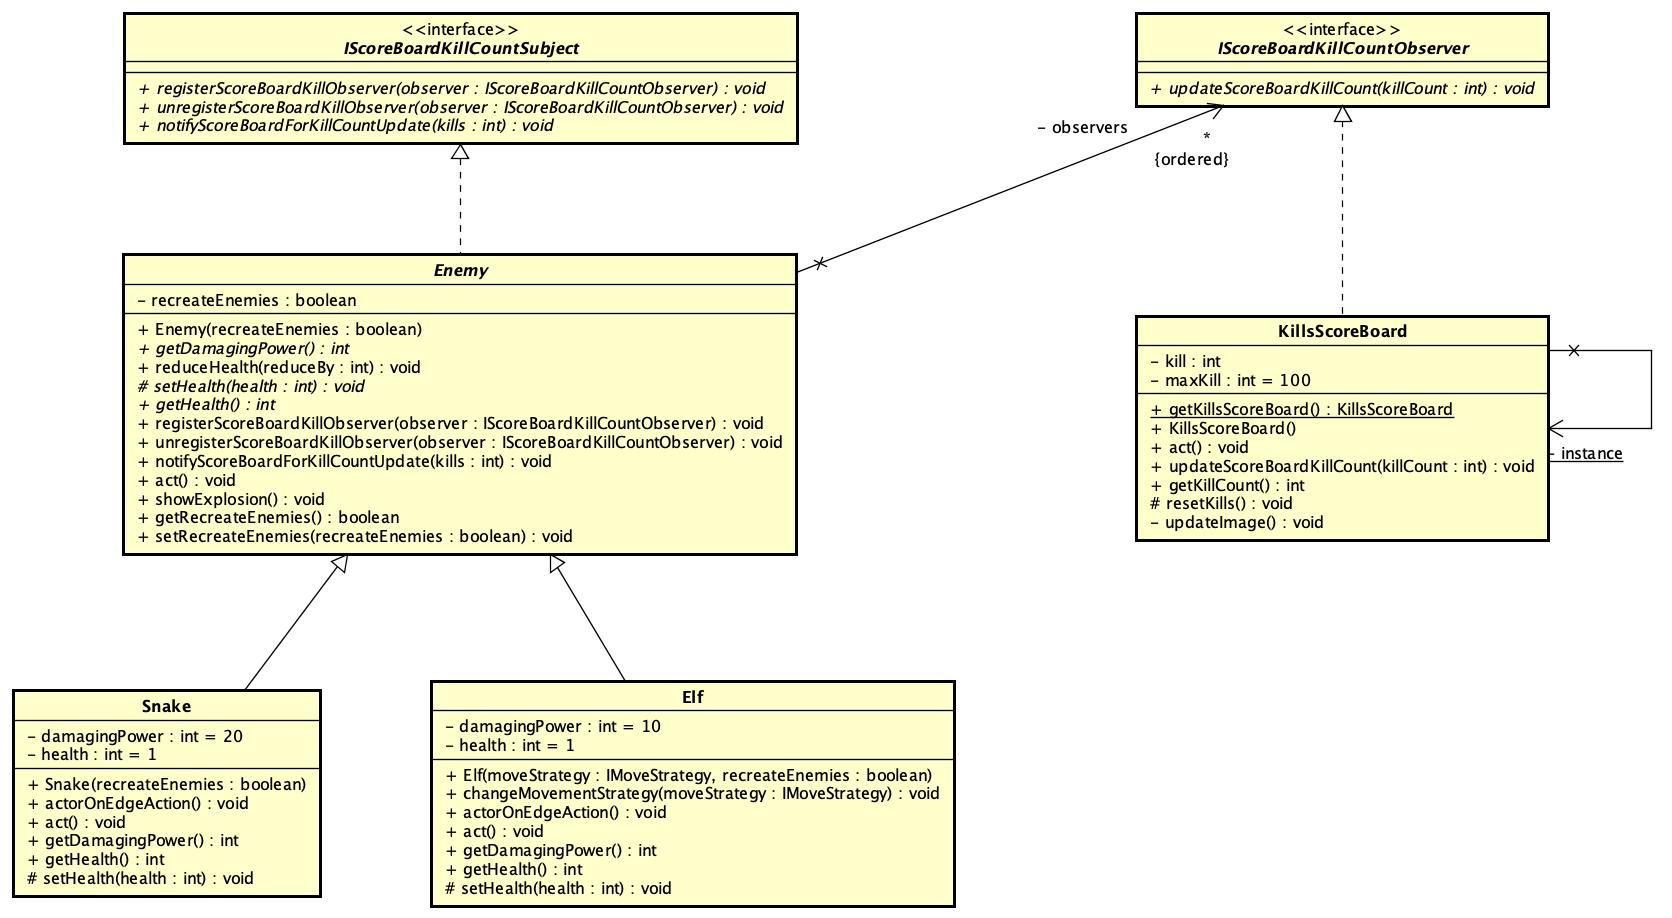 <<interface>>
IScoreBoardKillCountSubject
+ registerScoreBoardKillObserver(observer : IScoreBoardKillCountObserver) : void
+ unregisterScoreBoardKillObserver(observer : IScoreBoardKillCountObserver) : void
+ notifyScoreBoardForKillCountUpdate(kills : int) : void
<<interface>>
IScoreBoardKillCountObserver
+ updateScoreBoardKillCount(killCount : int) : void
- observers
*
{ordered}
Enemy
- recreateEnemies : boolean
+ Enemy(recreateEnemies : boolean)
+ getDamagingPower() : int
+ reduceHealth(reduceBy : int) : void
# setHealth(health : int) : void
+ getHealth() : int
+ registerScoreBoardKillObserver(observer : IScoreBoardKillCountObserver) : void
+ unregisterScoreBoardKillObserver(observer : IScoreBoardKillCountObserver) : void
+ notifyScoreBoardForKillCountUpdate(kills : int) : void
+ act() : void
+ showExplosion() : void
+ getRecreateEnemies() : boolean
+ setRecreateEnemies(recreateEnemies : boolean) : void
KillsScoreBoard
- kill : int
- maxKill : int = 100
+ getKillsScoreBoard() : KillsScoreBoard
+ KillsScoreBoard()
+ act() : void
+ updateScoreBoardKillCount(killCount : int) : void
+ getKillCount() : int
# resetKills() : void
- updateImage() : void
- instance
Snake
- damagingPower : int = 20
- health : int = 1
+ Snake(recreateEnemies : boolean)
+ actorOnEdgeAction() : void
+ act() : void
+ getDamagingPower() : int
+ getHealth() : int
# setHealth(health : int) : void
Elf
- damagingPower : int = 10
- health : int = 1
+ Elf(moveStrategy : IMoveStrategy, recreateEnemies : boolean)
+ changeMovementStrategy(moveStrategy : IMoveStrategy) : void
+ actorOnEdgeAction() : void
+ act() : void
+ getDamagingPower() : int
+ getHealth() : int
# setHealth(health : int) : void